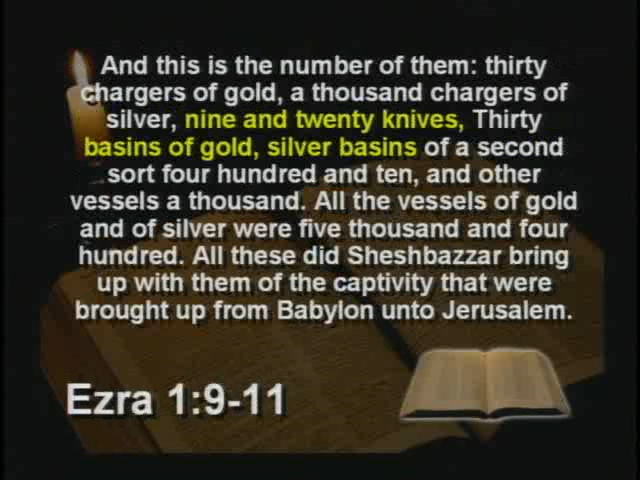 And this is the number of them: thirty
chargers of gold, a thousand chargers of
silver, nine and twenty knives, Thirty
basins of gold, silver basins of a second
sort four hundred and ten, and other
vessels a thousand. All the vessels of gold
and of silver were five thousand and four
hundred. All these did Sheshbazzar bring
up with them of the captivity that were
brought up from Babylon unto Jerusalem.
Ezra 1:9-11